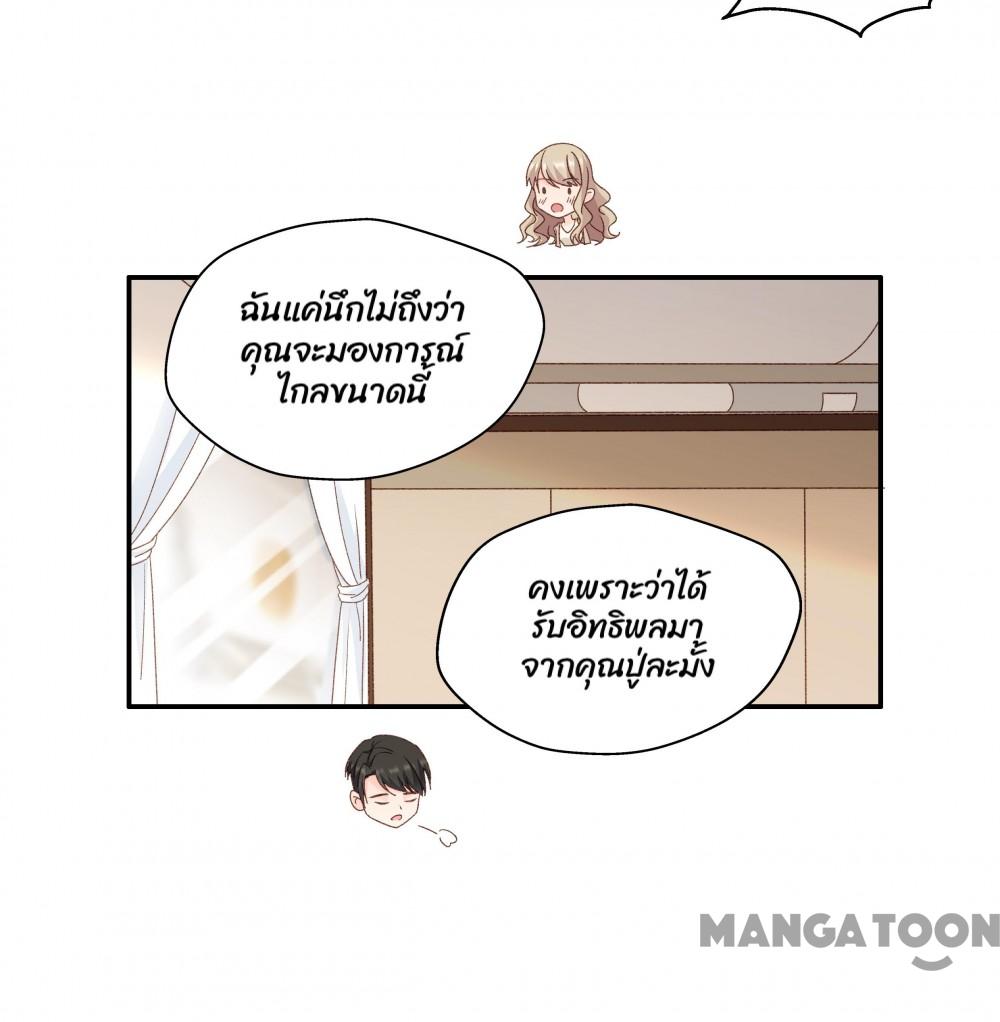 ฉันแค่นึกไม่ถึงว่า
คุณจะมองการณ์
ไกลขนาดนี้
คงเพราะว่าได้
รับอิทธิพลมา
จากคุณปู่ละมั้ง
MANGATOON